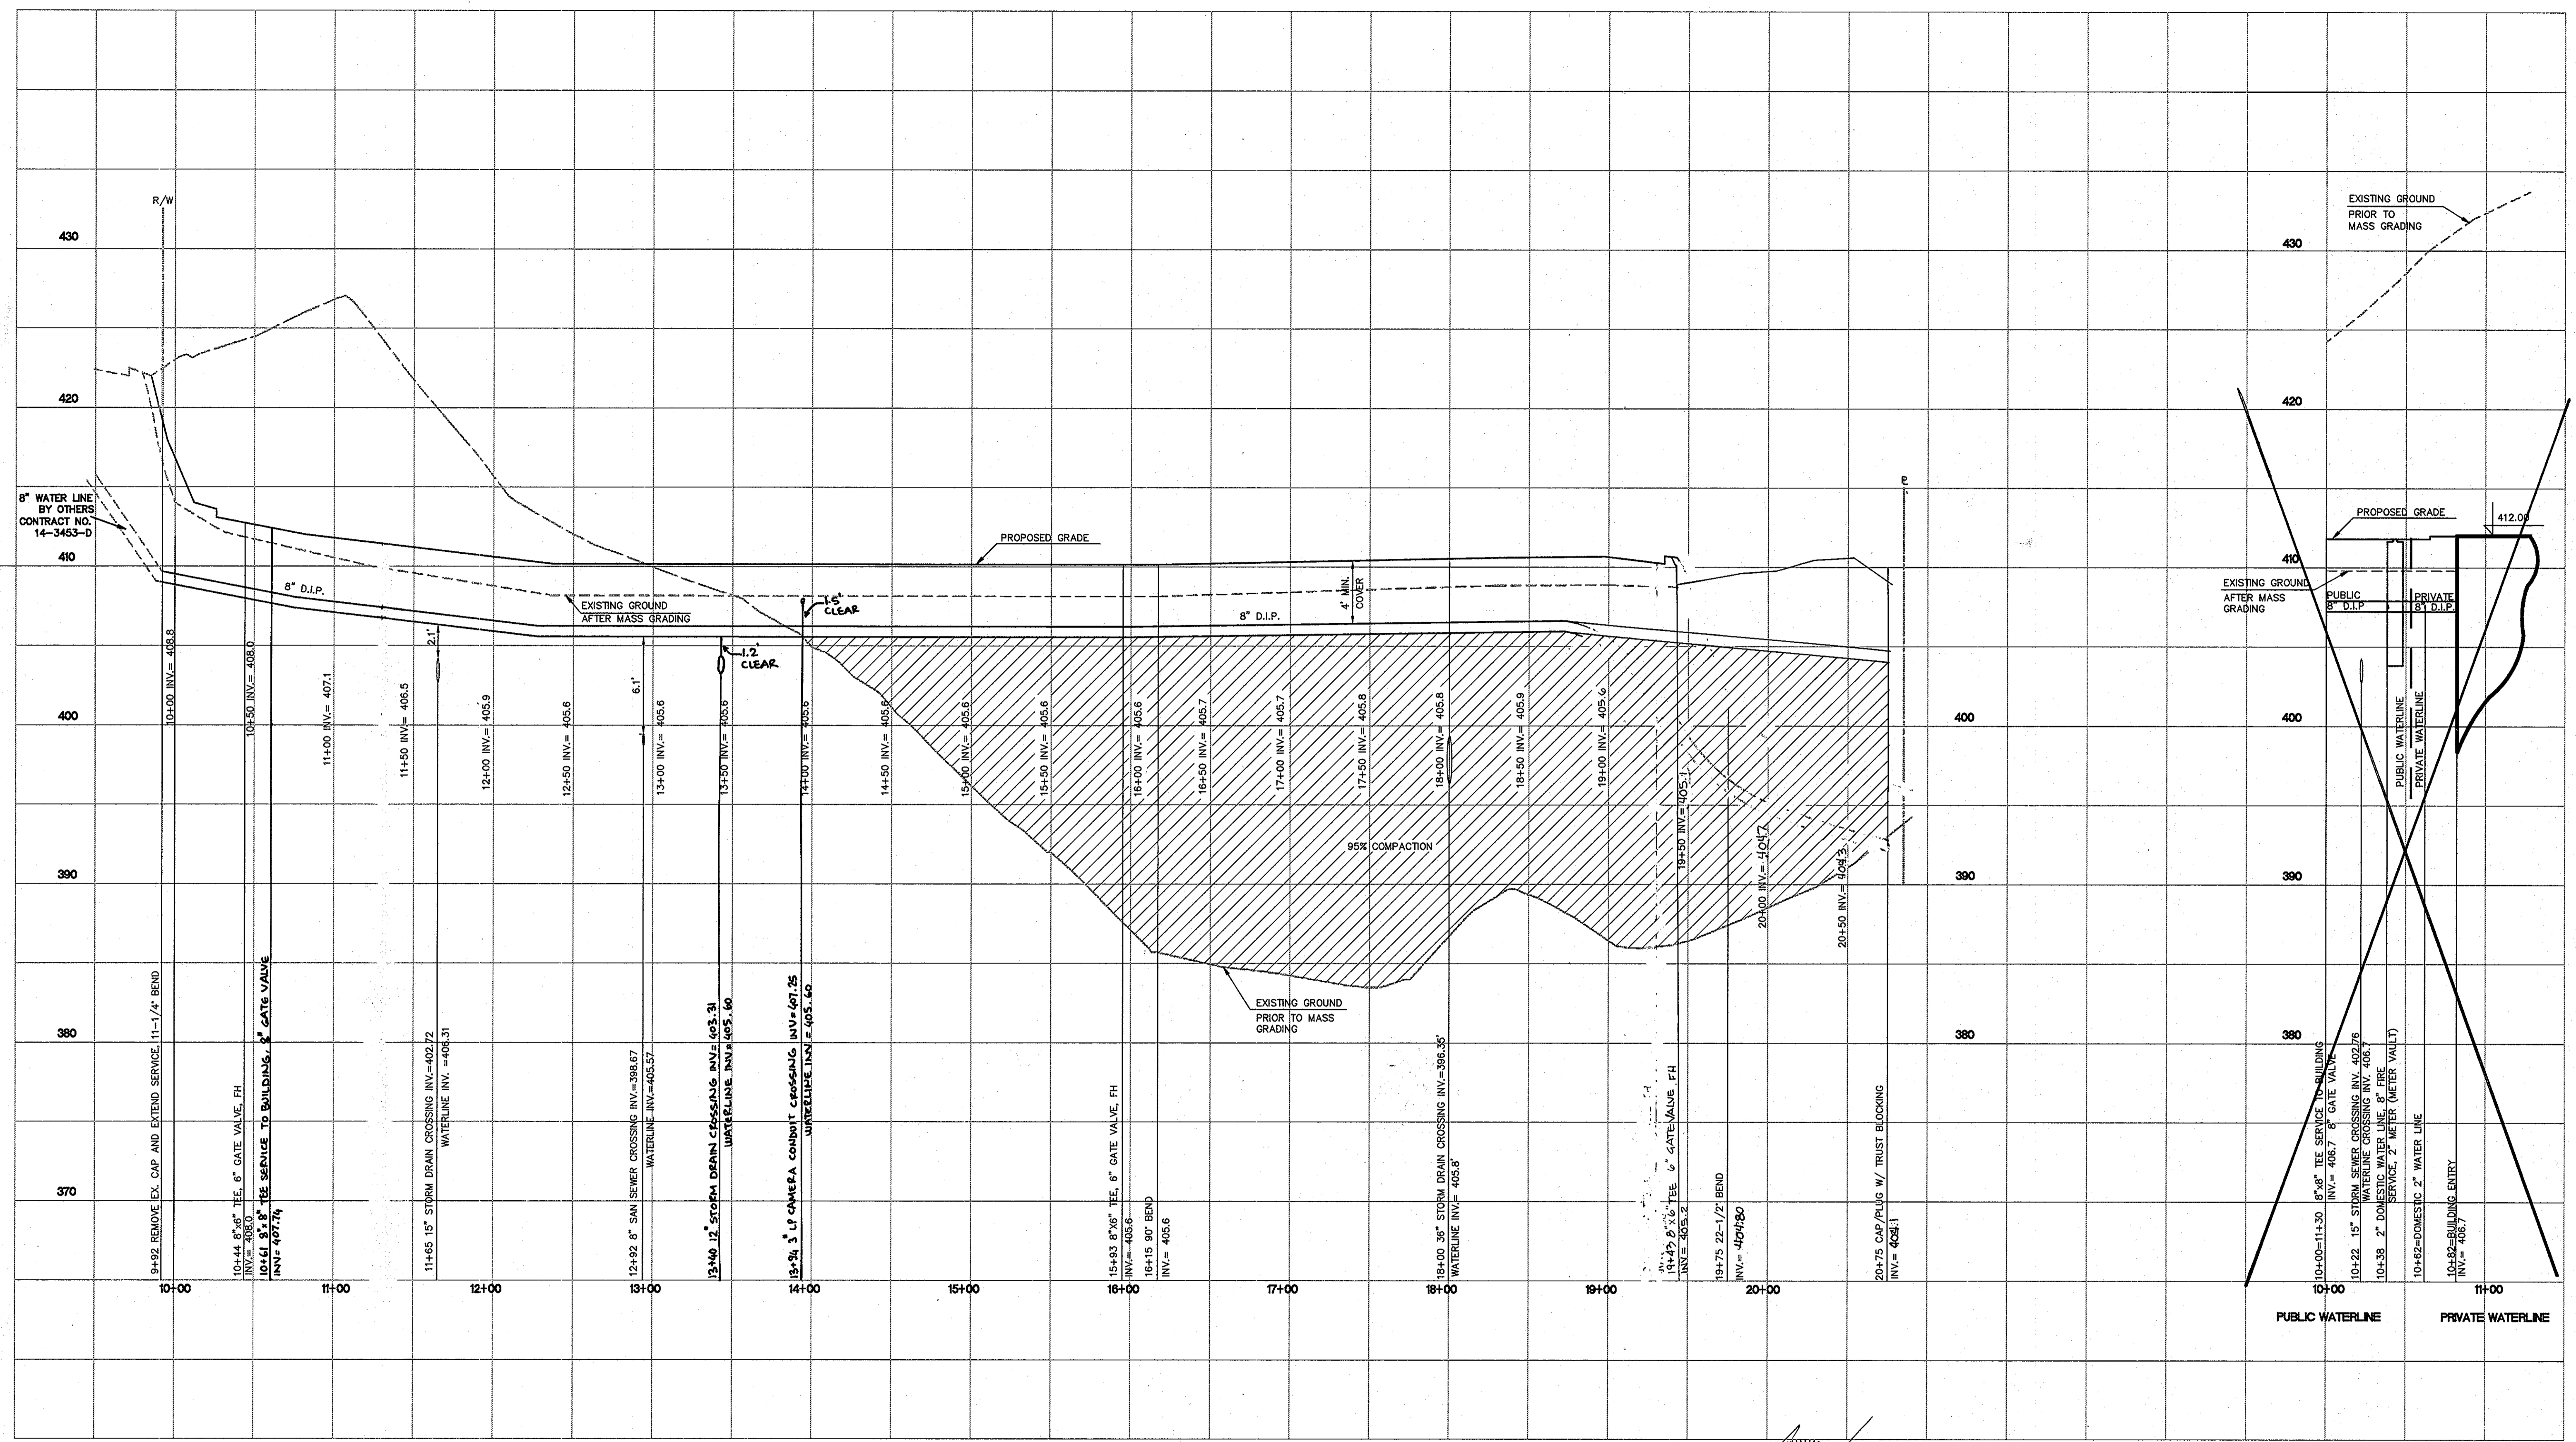 R/W
430
420
8" WATER LINE
BY OTHERS
CONTRACT NO.
14-3453-D
410
400
390
380
370
8" D.I.P.
EXISTING GROUND
AFTER MASS GRADING
PROPOSED GRADE
1.5'
CLEAR
1.2'
CLEAR
2.1'
6.1'
4' MIN.
COVER
8" D.I.P.
10+00 INV.= 408.8
10+50 INV.= 408.0
11+00 INV.= 407.1
11+50 INV.= 406.5
12+00 INV.= 405.9
12+50 INV.= 405.6
13+00 INV.= 405.6
13+50 INV.= 405.6
14+00 INV.= 405.6
14+50 INV.= 405.6
15+00 INV.= 405.6
15+50 INV.= 405.6
16+00 INV.= 405.6
16+50 INV.= 405.7
17+00 INV.= 405.7
17+50 INV.= 405.8
18+00 INV.= 405.8
18+50 INV.= 405.9
19+00 INV.= 405.6
19+50 INV.= 405.1
20+00 INV.= 404.7
20+50 INV.= 404.3
95% COMPACTION
EXISTING GROUND
PRIOR TO MASS
GRADING
9+92 REMOVE EX. CAP AND EXTEND SERVICE, 11-1/4° BEND
10+44 8"X6" TEE, 6" GATE VALVE, FH
INV.= 408.0
10+61 8"x 8" TEE SERVICE TO BUILDING, 8" GATE VALVE
INV= 407.74
11+65 15" STORM DRAIN CROSSING INV.=402.72
WATERLINE INV. =406.31
12+92 8" SAN SEWER CROSSING INV.=398.67
WATERLINE INV.=405.57
13+40 12" STORM DRAIN CROSSING INV= 403.31
WATERLINE INV= 405.60
13+94 3" LP CAMERA CONDUIT CROSSING INV= 407.25
WATERLINE INV = 405.60
15+93 8"X6" TEE, 6" GATE VALVE, FH
INV.= 405.6
16+15 90° BEND
INV.= 405.6
18+00 36" STORM DRAIN CROSSING INV.=396.35'
WATERLINE INV.= 405.8'
19+43 8"X6" TEE 6" GATE VALVE FH
INV = 405.2
19+75 22-1/2° BEND
INV.= 404.80
20+75 CAP/PLUG W/ TRUST BLOCKING
INV.= 404.1
10+00
11+00
12+00
13+00
14+00
15+00
16+00
17+00
18+00
19+00
20+00
400
390
380
EXISTING GROUND
PRIOR TO
MASS GRADING
430
420
410
400
390
380
PROPOSED GRADE
412.00
EXISTING GROUND
AFTER MASS
GRADING
PUBLIC
8" D.I.P
PRIVATE
8" D.I.P.
PUBLIC WATERLINE
PRIVATE WATERLINE
10+00=11+30 8"x8" TEE SERVICE TO BUILDING
INV.= 406.7 8" GATE VALVE
10+22 15" STORM SEWER CROSSING INV. 402.76
WATERLINE CROSSING INV. 406.7
10+38 2" DOMESTIC WATER LINE, 8" FIRE
SERVICE, 2" METER (METER VAULT)
10+62=DOMESTIC 2" WATER LINE
10+82=BUILDING ENTRY
INV.= 406.7
10+00
11+00
PUBLIC WATERLINE
PRIVATE WATERLINE